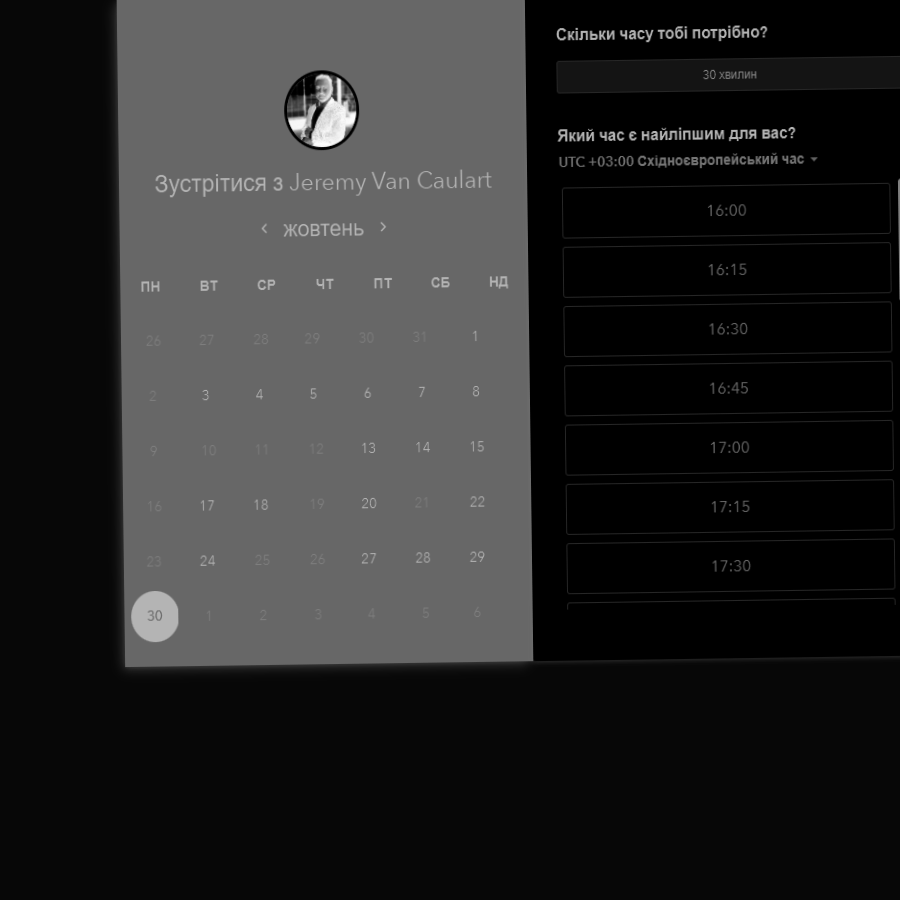 Зустрітися з Jeremy Van Caulart
‹ жовтень ›
ПН ВТ СР ЧТ ПТ СБ НД
26 27 28 29 30 31 1
2 3 4 5 6 7 8
9 10 11 12 13 14 15
16 17 18 19 20 21 22
23 24 25 26 27 28 29
30 1 2 3 4 5 6
Скільки часу тобі потрібно?
30 хвилин
Який час є найліпшим для вас?
UTC +03:00 Східноєвропейський час
16:00
16:15
16:30
16:45
17:00
17:15
17:30